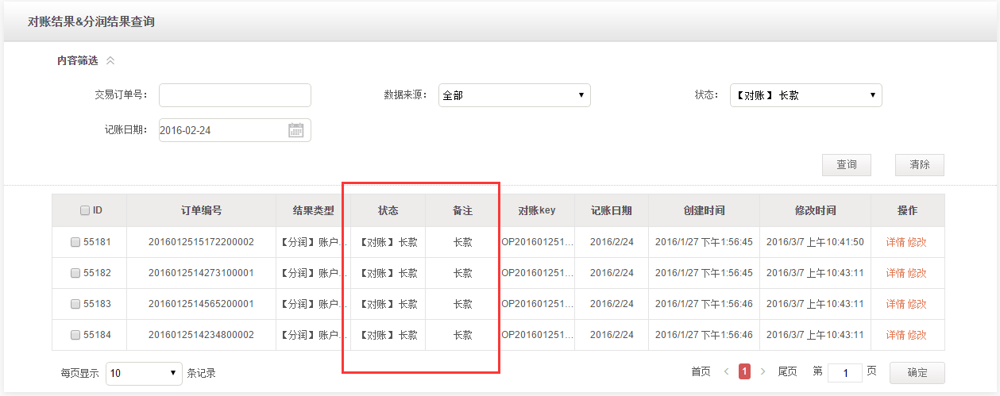 对账结果&分润结果查询
内容筛选
交易订单号： 数据来源： 全部 状态： 【对账】长款
记账日期： 2016-02-24
查询 清除
ID 订单编号 结果类型 状态 备注 对账key 记账日期 创建时间 修改时间 操作
55181 2016012515172200002 【分润】账户... 【对账】长款 长款 OP201601251... 2016/2/24 2016/1/27 下午1:56:45 2016/3/7 上午10:41:50 详情 修改
55182 2016012514273100001 【分润】账户... 【对账】长款 长款 OP201601251... 2016/2/24 2016/1/27 下午1:56:45 2016/3/7 上午10:43:11 详情 修改
55183 2016012514565200001 【分润】账户... 【对账】长款 长款 OP201601251... 2016/2/24 2016/1/27 下午1:56:46 2016/3/7 上午10:43:11 详情 修改
55184 2016012514234800002 【分润】账户... 【对账】长款 长款 OP201601251... 2016/2/24 2016/1/27 下午1:56:46 2016/3/7 上午10:43:11 详情 修改
每页显示 10 条记录 首页 1 尾页 第 1 页 确定